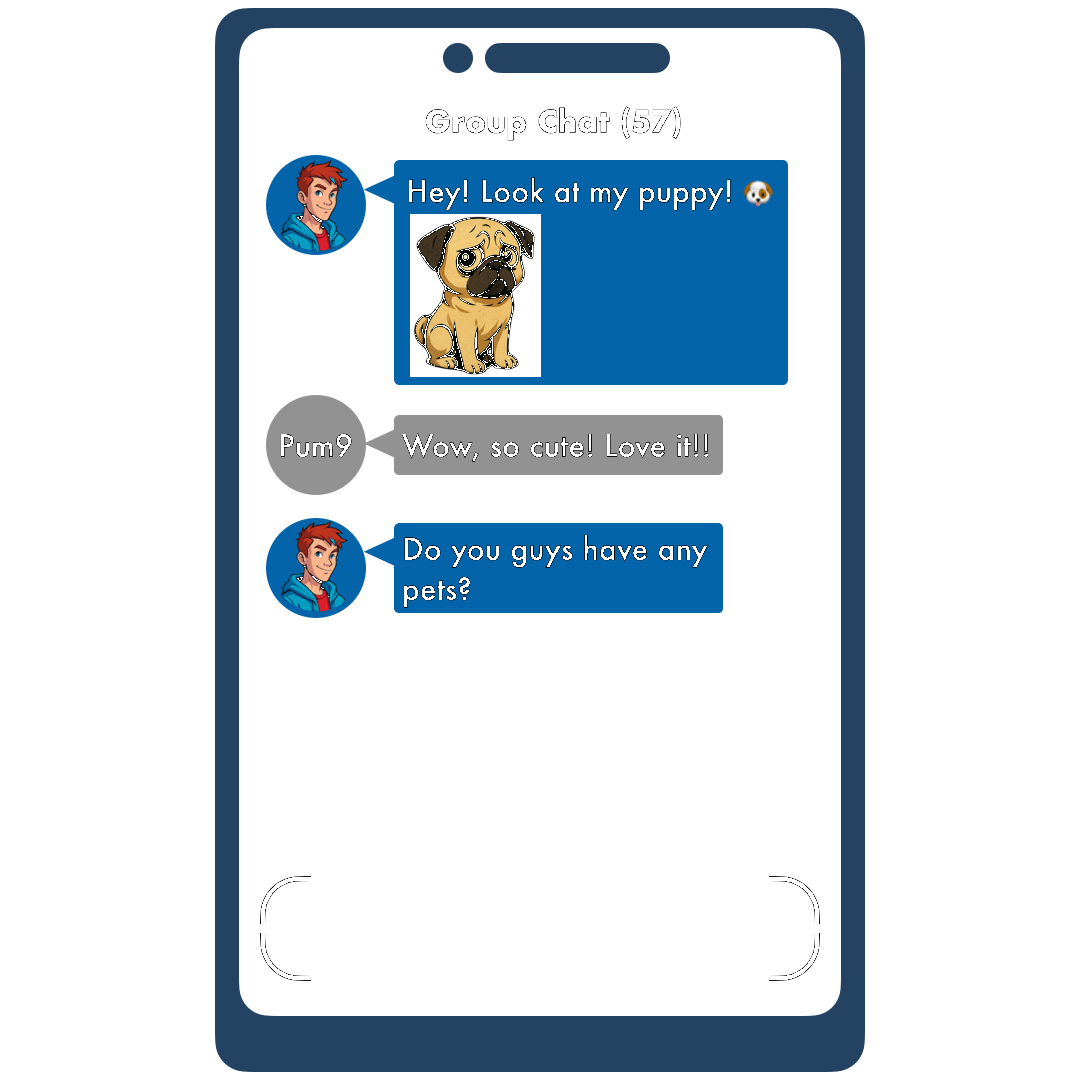 Group Chat (57)
Hey! Look at my puppy! 🐶
Pum9
Wow, so cute! Love it!!
Do you guys have any
pets?